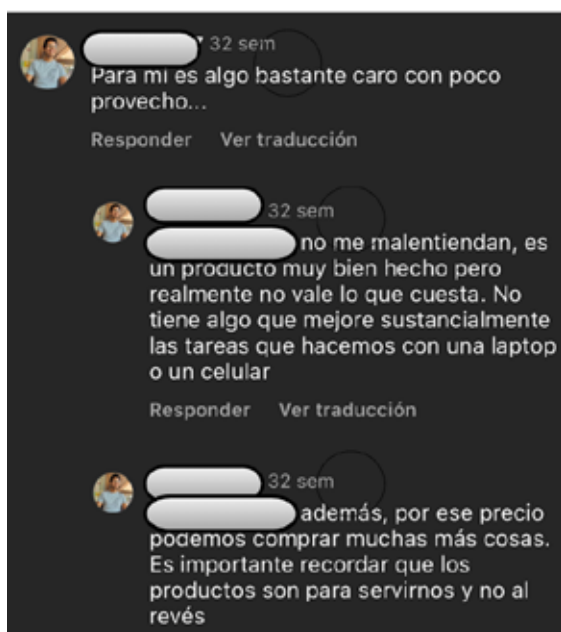 32 sem
Para mi es algo bastante caro con poco
provecho...
Responder Ver traducción
32 sem
no me malentiendan, es
un producto muy bien hecho pero
realmente no vale lo que cuesta. No
tiene algo que mejore sustancialmente
las tareas que hacemos con una laptop
o un celular
Responder Ver traducción
32 sem
además, por ese precio
podemos comprar muchas más cosas.
Es importante recordar que los
productos son para servirnos y no al
revés